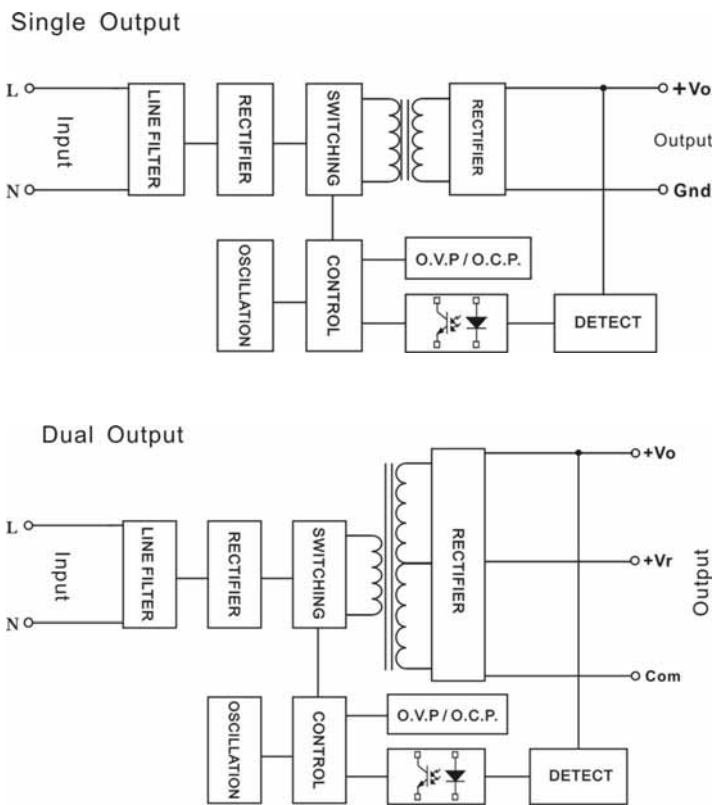 Single Output
L
N
Input
LINE FILTER
RECTIFIER
SWITCHING
RECTIFIER
+Vo
Output
Gnd
OSCILLATION
CONTROL
O.V.P / O.C.P.
DETECT
Dual Output
L
N
Input
LINE FILTER
RECTIFIER
SWITCHING
RECTIFIER
+Vo
+Vr
Output
Com
OSCILLATION
CONTROL
O.V.P / O.C.P.
DETECT